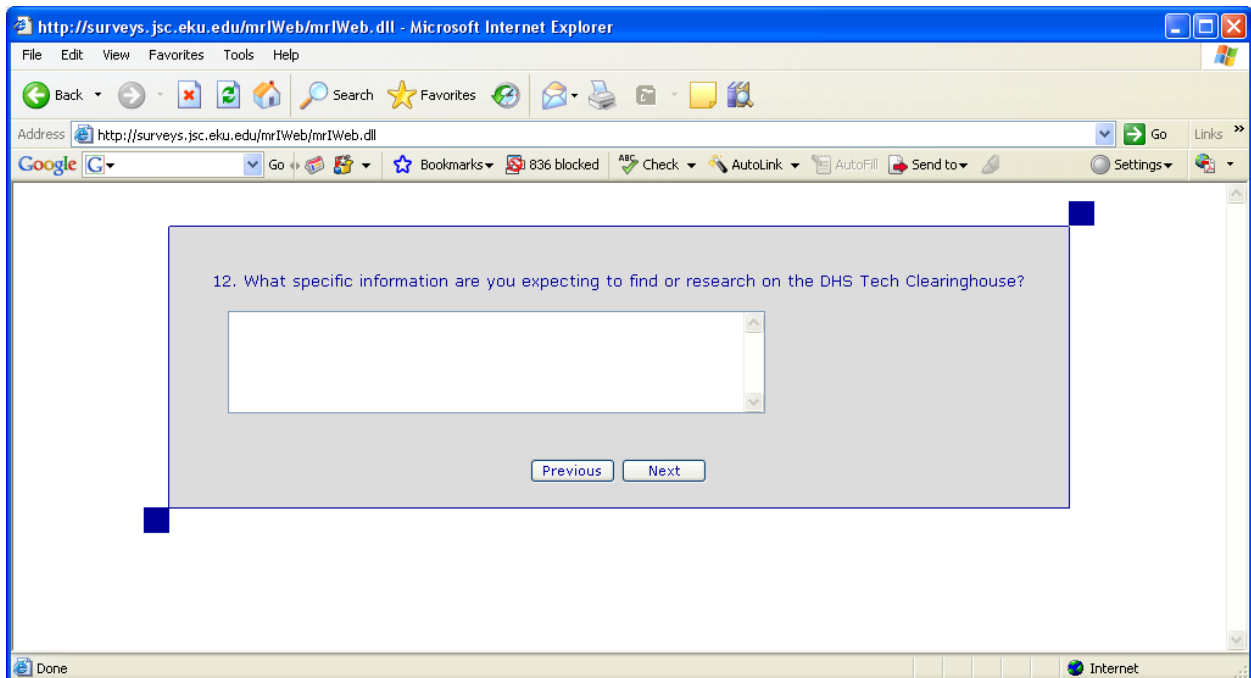 http://surveys.jsc.eku.edu/mrIWeb/mrIWeb.dll - Microsoft Internet Explorer
File Edit View Favorites Tools Help
Back Search Favorites
Address http://surveys.jsc.eku.edu/mrIWeb/mrIWeb.dll Go Links »
Google G Go Bookmarks 836 blocked ABC Check AutoLink AutoFill Send to Settings
12. What specific information are you expecting to find or research on the DHS Tech Clearinghouse?
Previous Next
Done Internet